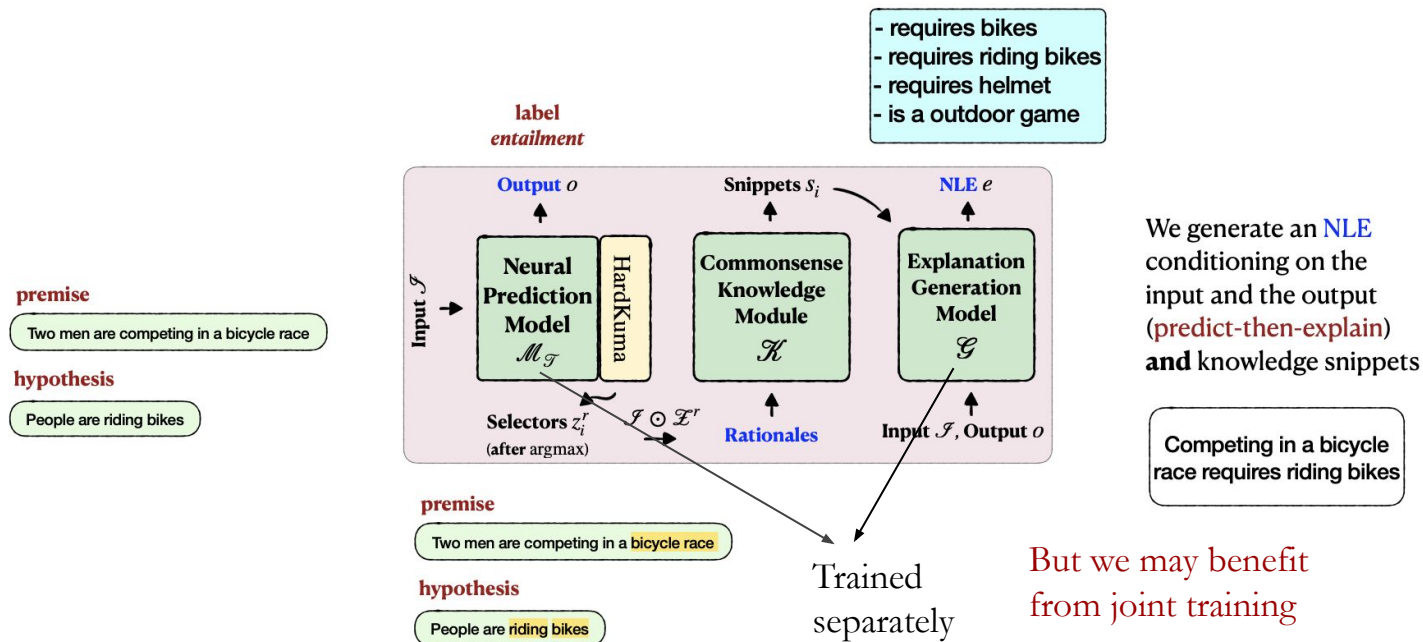 - requires bikes
- requires riding bikes
- requires helmet
- is a outdoor game
label
entailment
Output o
Snippets sᵢ
NLE e
Input ℐ
Neural
Prediction
Model
ℳ_𝒯
HardKuma
Commonsense
Knowledge
Module
𝒦
Explanation
Generation
Model
𝒢
Selectors zᵢʳ
(after argmax)
ℐ ⊙ 𝒵ʳ
Rationales
Input ℐ, Output o
premise
Two men are competing in a bicycle race
hypothesis
People are riding bikes
We generate an NLE
conditioning on the
input and the output
(predict-then-explain)
and knowledge snippets
Competing in a bicycle
race requires riding bikes
premise
Two men are competing in a bicycle race
hypothesis
People are riding bikes
Trained
separately
But we may benefit
from joint training